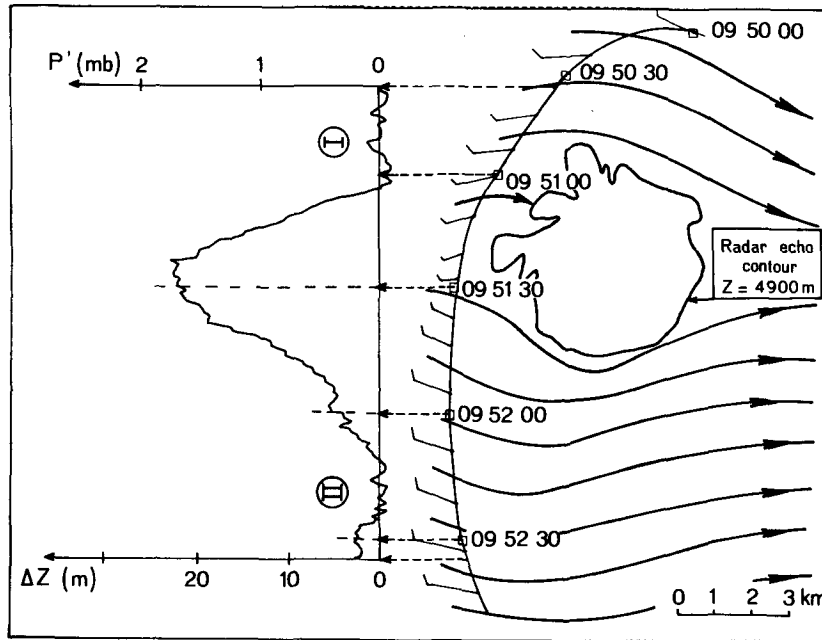 09 50 00
P' (mb) 2 1 0
09 50 30
I
09 51 00
Radar echo
contour
Z = 4900 m
09 51 30
09 52 00
II
09 52 30
ΔZ (m) 20 10 0
0 1 2 3 km